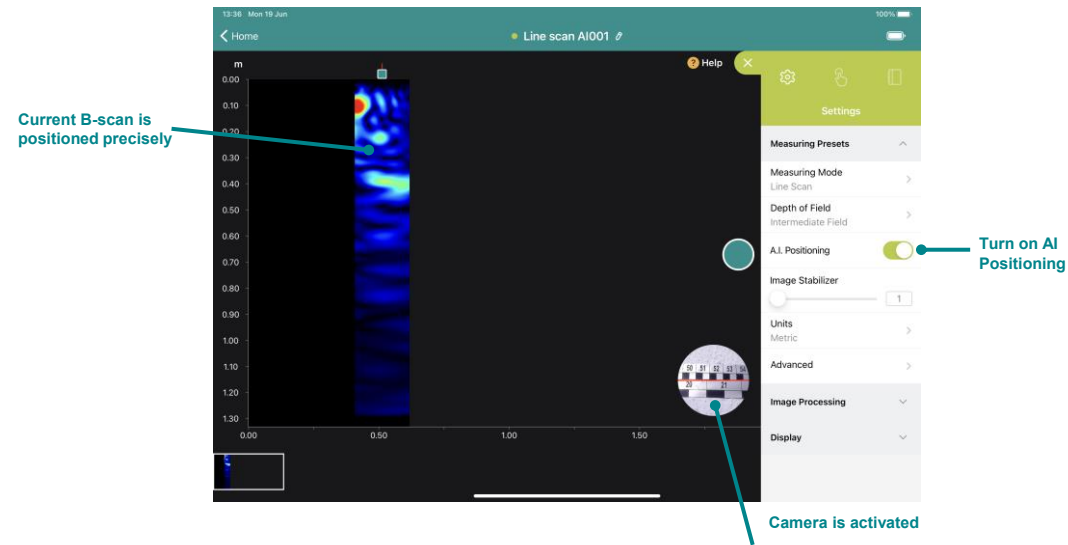 13:36 Mon 19 Jun
100%
Home
Line scan AI001
m
Help
0.00
0.10
0.20
0.30
0.40
0.50
0.60
0.70
0.80
0.90
1.00
1.10
1.20
1.30
0.00
0.50
1.00
1.50
50 51 52 53 54
20 21
Settings
Measuring Presets
Measuring Mode
Line Scan
Depth of Field
Intermediate Field
A.I. Positioning
Image Stabilizer
1
Units
Metric
Advanced
Image Processing
Display
Current B-scan is
positioned precisely
Turn on AI
Positioning
Camera is activated